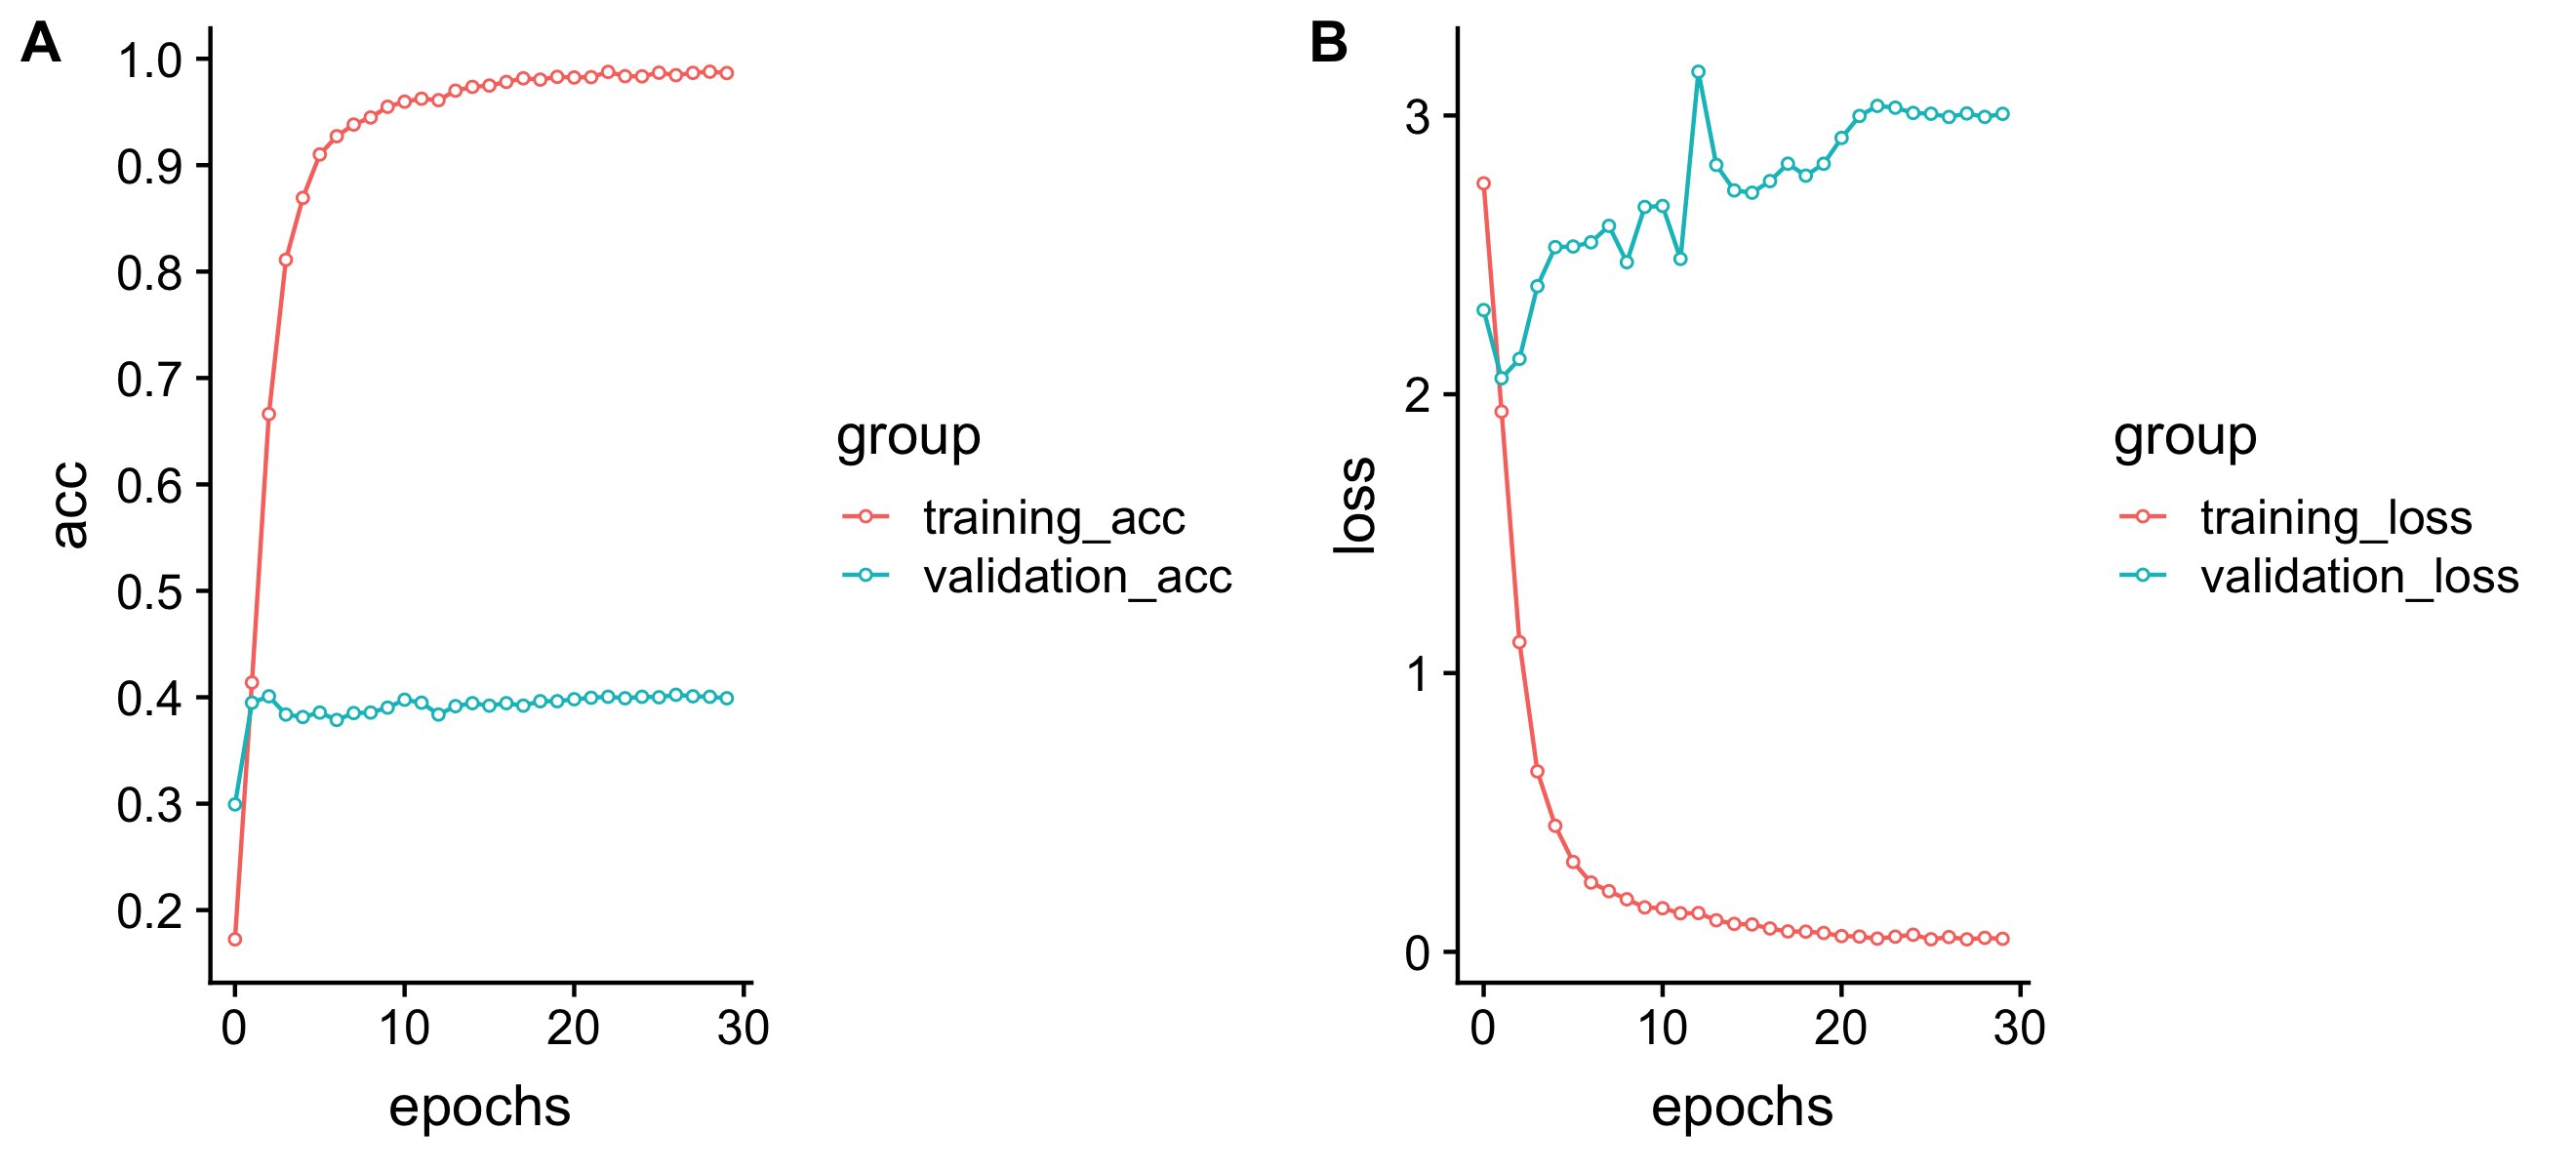 A
acc
1.0
0.9
0.8
0.7
0.6
0.5
0.4
0.3
0.2
0 10 20 30
epochs
group
training_acc
validation_acc
B
loss
3
2
1
0
0 10 20 30
epochs
group
training_loss
validation_loss